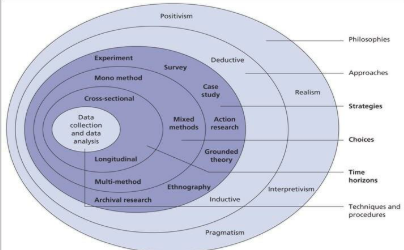 Positivism
Philosophies
Experiment
Survey
Deductive
Approaches
Mono method
Realism
Case
study
Cross-sectional
Strategies
Data
collection
and data
analysis
Mixed
methods
Action
research
Choices
Longitudinal
Grounded
theory
Time
horizons
Multi-method
Ethnography
Interpretivism
Archival research
Inductive
Techniques and
procedures
Pragmatism